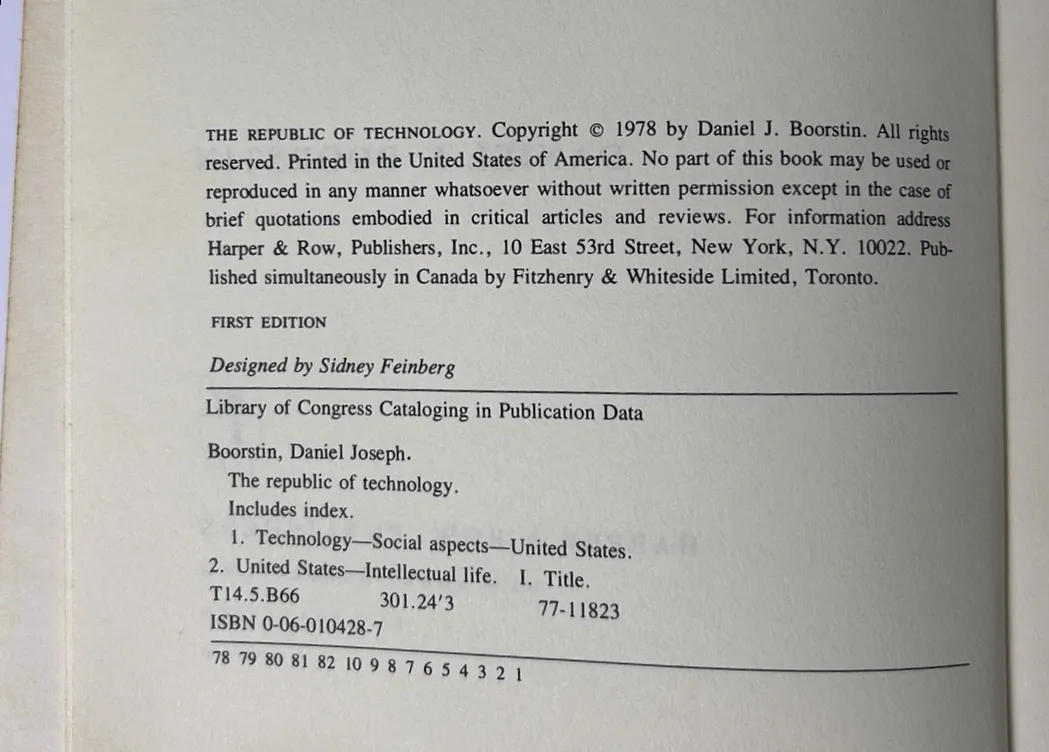 THE REPUBLIC OF TECHNOLOGY. Copyright © 1978 by Daniel J. Boorstin. All rights
reserved. Printed in the United States of America. No part of this book may be used or
reproduced in any manner whatsoever without written permission except in the case of
brief quotations embodied in critical articles and reviews. For information address
Harper & Row, Publishers, Inc., 10 East 53rd Street, New York, N.Y. 10022. Pub-
lished simultaneously in Canada by Fitzhenry & Whiteside Limited, Toronto.
FIRST EDITION
Designed by Sidney Feinberg
Library of Congress Cataloging in Publication Data
Boorstin, Daniel Joseph.
The republic of technology.
Includes index.
1. Technology—Social aspects—United States.
2. United States—Intellectual life. I. Title.
T14.5.B66 301.24′3 77-11823
ISBN 0-06-010428-7
78 79 80 81 82 10 9 8 7 6 5 4 3 2 1